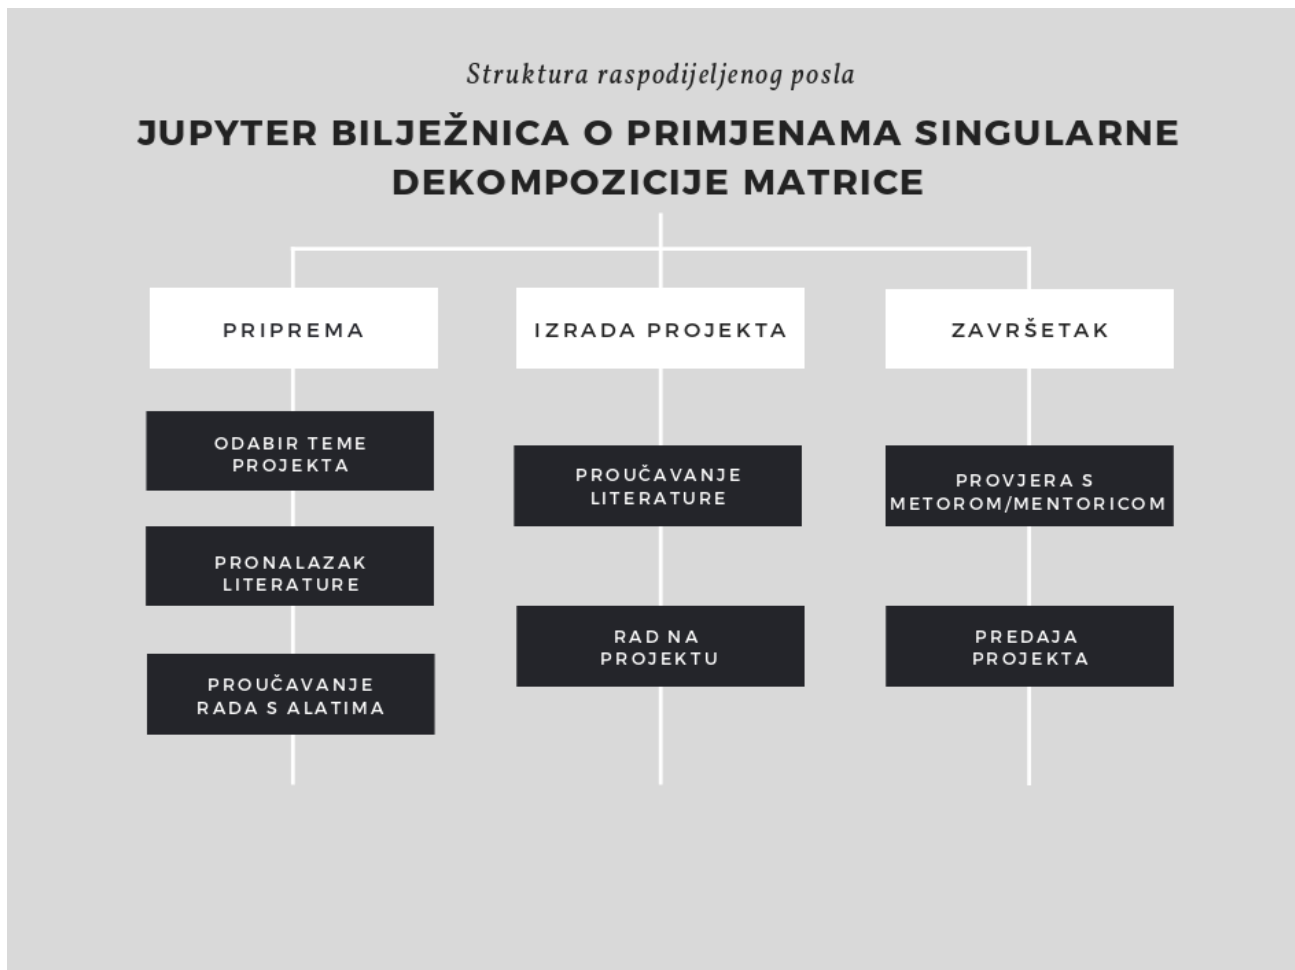 Struktura raspodijeljenog posla
JUPYTER BILJEŽNICA O PRIMJENAMA SINGULARNE
DEKOMPOZICIJE MATRICE
PRIPREMA
ODABIR TEME
PROJEKTA
PRONALAZAK
LITERATURE
PROUČAVANJE
RADA S ALATIMA
IZRADA PROJEKTA
PROUČAVANJE
LITERATURE
RAD NA
PROJEKTU
ZAVRŠETAK
PROVJERA S
METOROM/MENTORICOM
PREDAJA
PROJEKTA